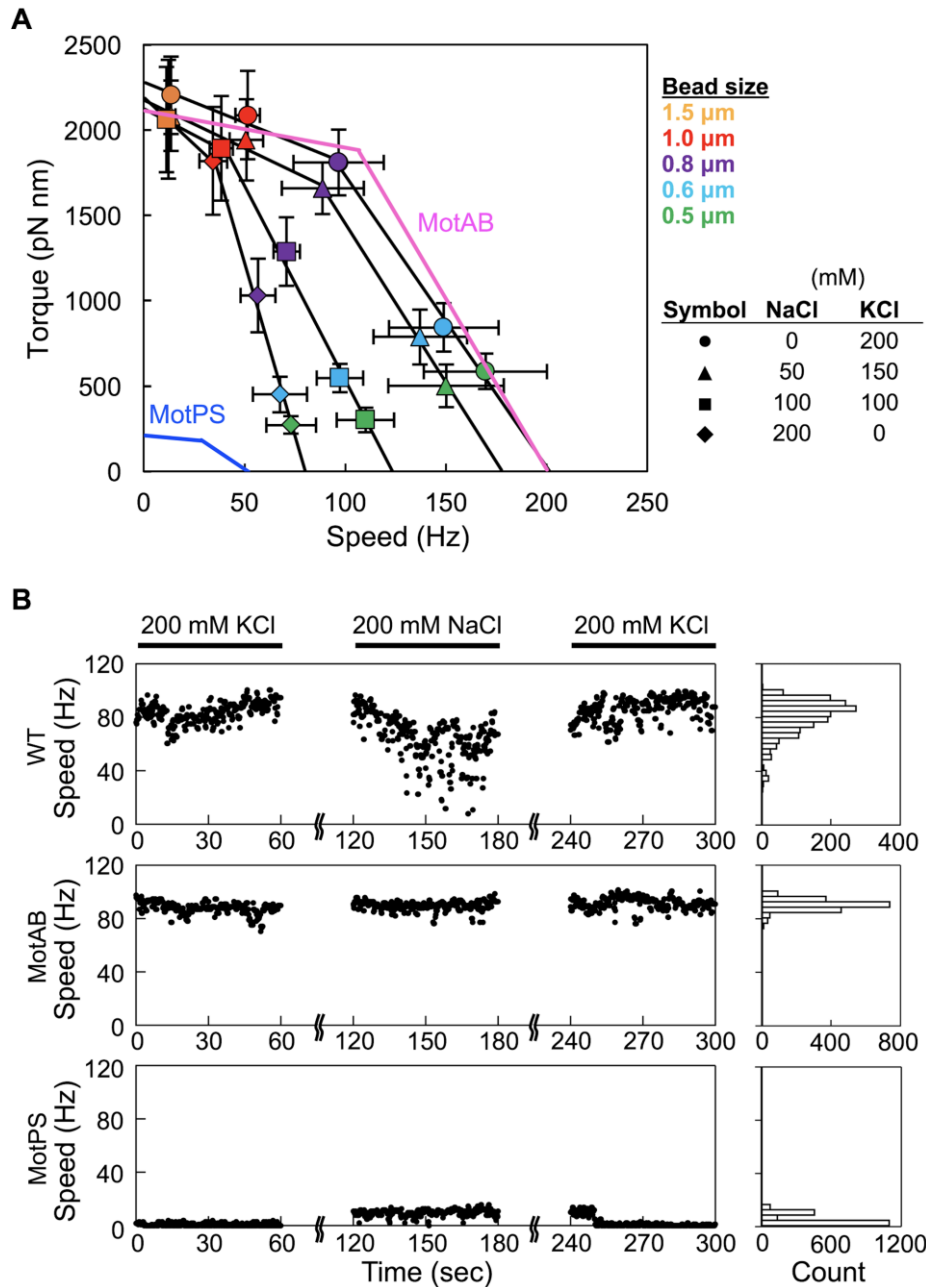 A
2500
2000
1500
1000
500
0
Torque (pN nm)
MotPS
MotAB
0 50 100 150 200 250
Speed (Hz)
Bead size
1.5 µm
1.0 µm
0.8 µm
0.6 µm
0.5 µm
(mM)
Symbol NaCl KCl
0 200
50 150
100 100
200 0
B
200 mM KCl 200 mM NaCl 200 mM KCl
WT
Speed (Hz)
120
80
40
0
0 30 60 120 150 180 240 270 300
0 200 400
MotAB
Speed (Hz)
120
80
40
0
0 30 60 120 150 180 240 270 300
0 400 800
MotPS
Speed (Hz)
120
80
40
0
0 30 60 120 150 180 240 270 300
0 600 1200
Time (sec) Count